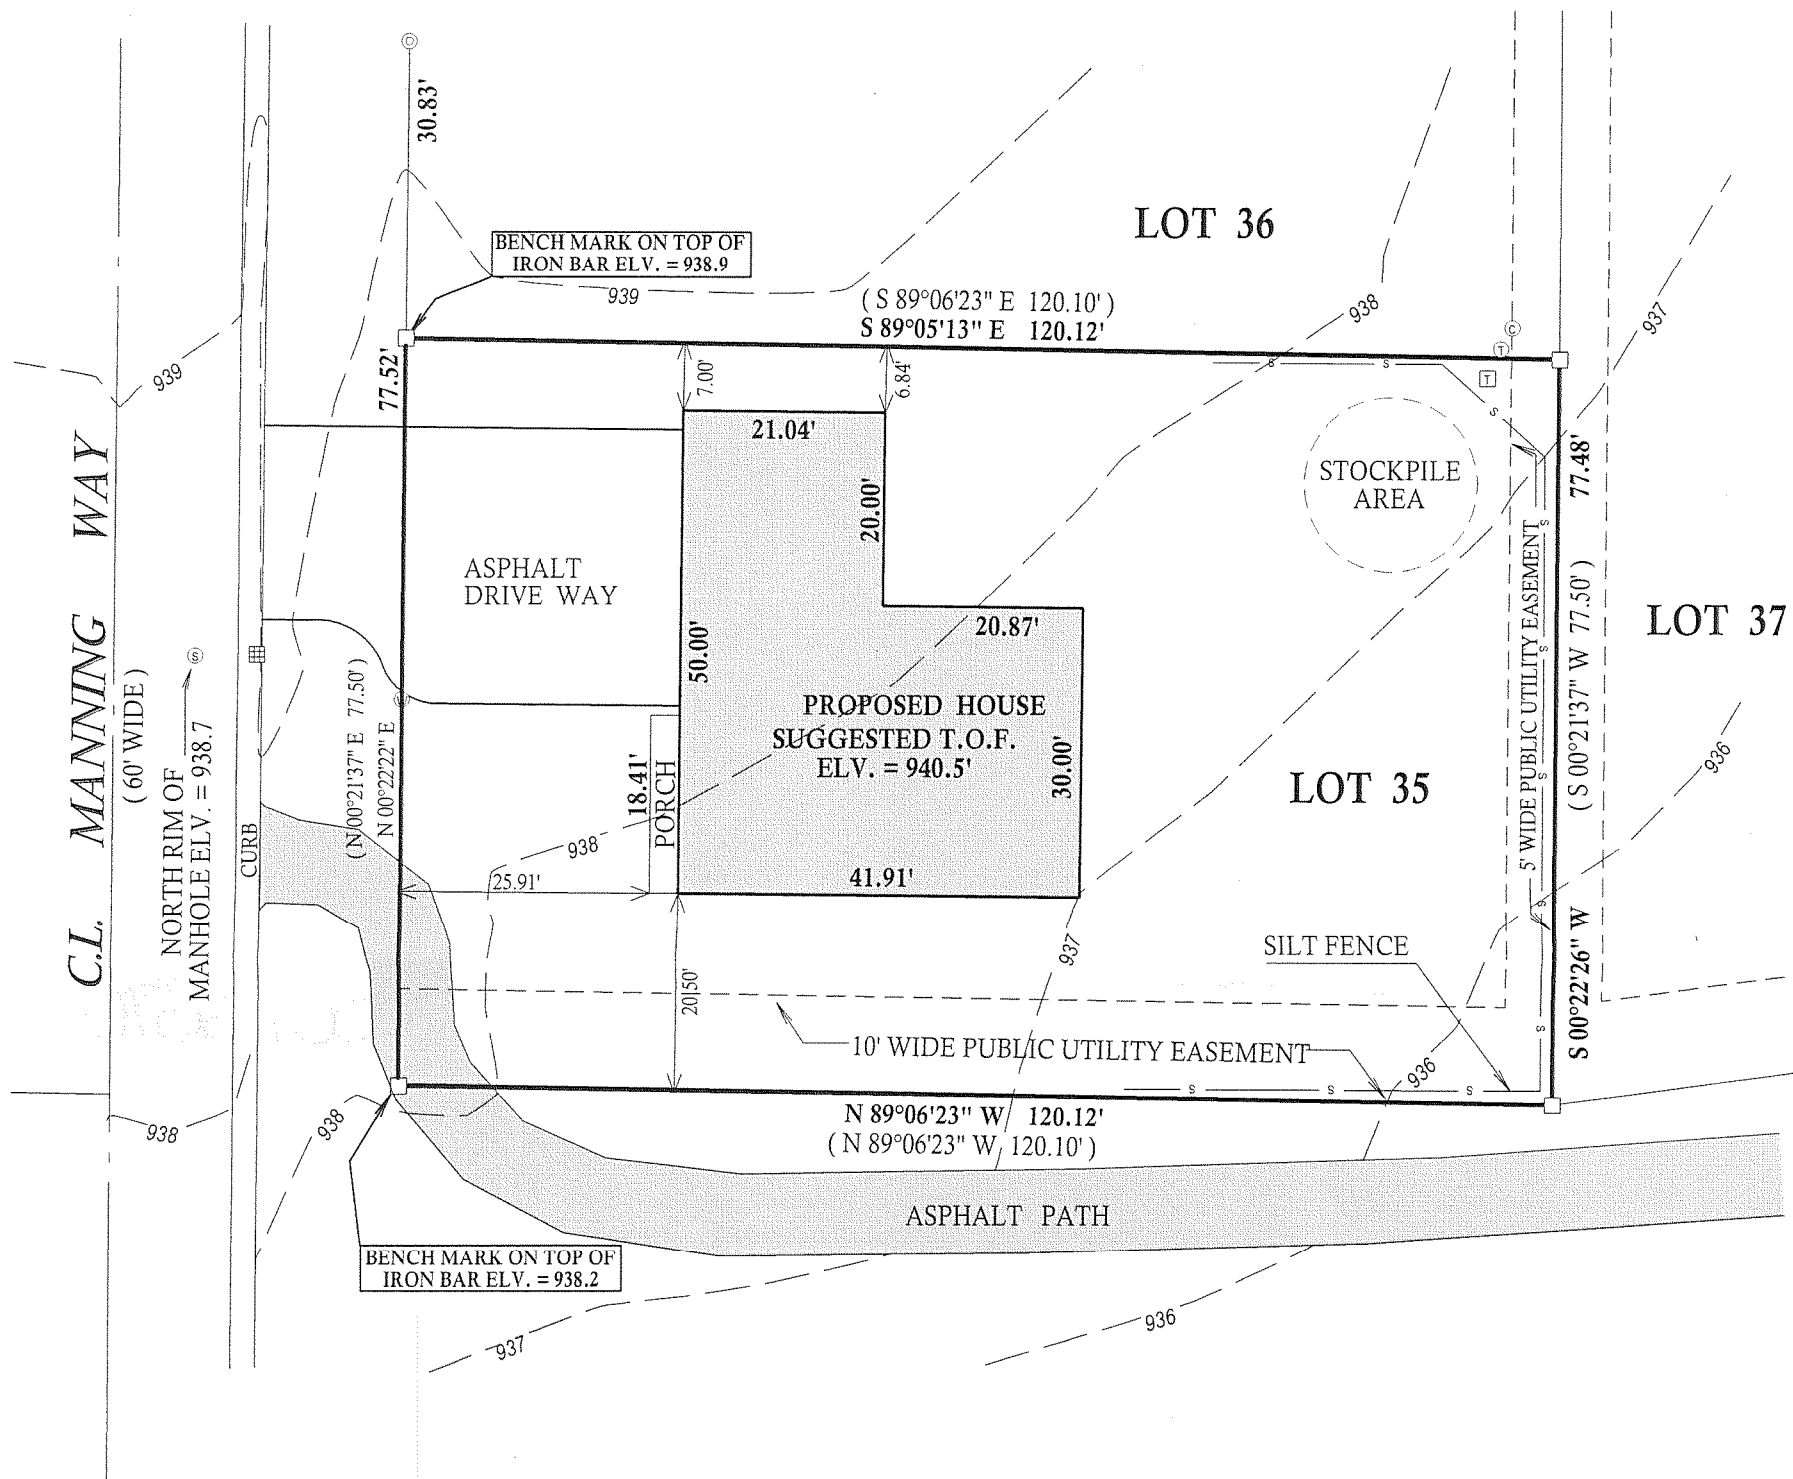 30.83'
BENCH MARK ON TOP OF
IRON BAR ELV. = 938.9
939
LOT 36
( S 89°06'23" E 120.10' )
S 89°05'13" E 120.12'
938
937
C
T
T
939
77.52'
7.00'
6.84'
S
S
S
21.04'
20.00'
STOCKPILE
AREA
77.48'
C.L. MANNING WAY
(60' WIDE)
NORTH RIM OF
MANHOLE ELV. = 938.7
S
CURB
ASPHALT
DRIVE WAY
( N 00°21'37" E 77.50' )
N 00°22'22" E
50.00'
20.87'
PROPOSED HOUSE
SUGGESTED T.O.F.
ELV. = 940.5'
30.00'
18.41'
PORCH
938
25.91'
41.91'
LOT 35
5' WIDE PUBLIC UTILITY EASEMENT
S
S
S
S
S
( S 00°21'37" W 77.50' )
S 00°22'26" W
LOT 37
936
937
SILT FENCE
20.50'
10' WIDE PUBLIC UTILITY EASEMENT
936
S
S
S
938
938
N 89°06'23" W 120.12'
( N 89°06'23" W 120.10' )
ASPHALT PATH
BENCH MARK ON TOP OF
IRON BAR ELV. = 938.2
937
936